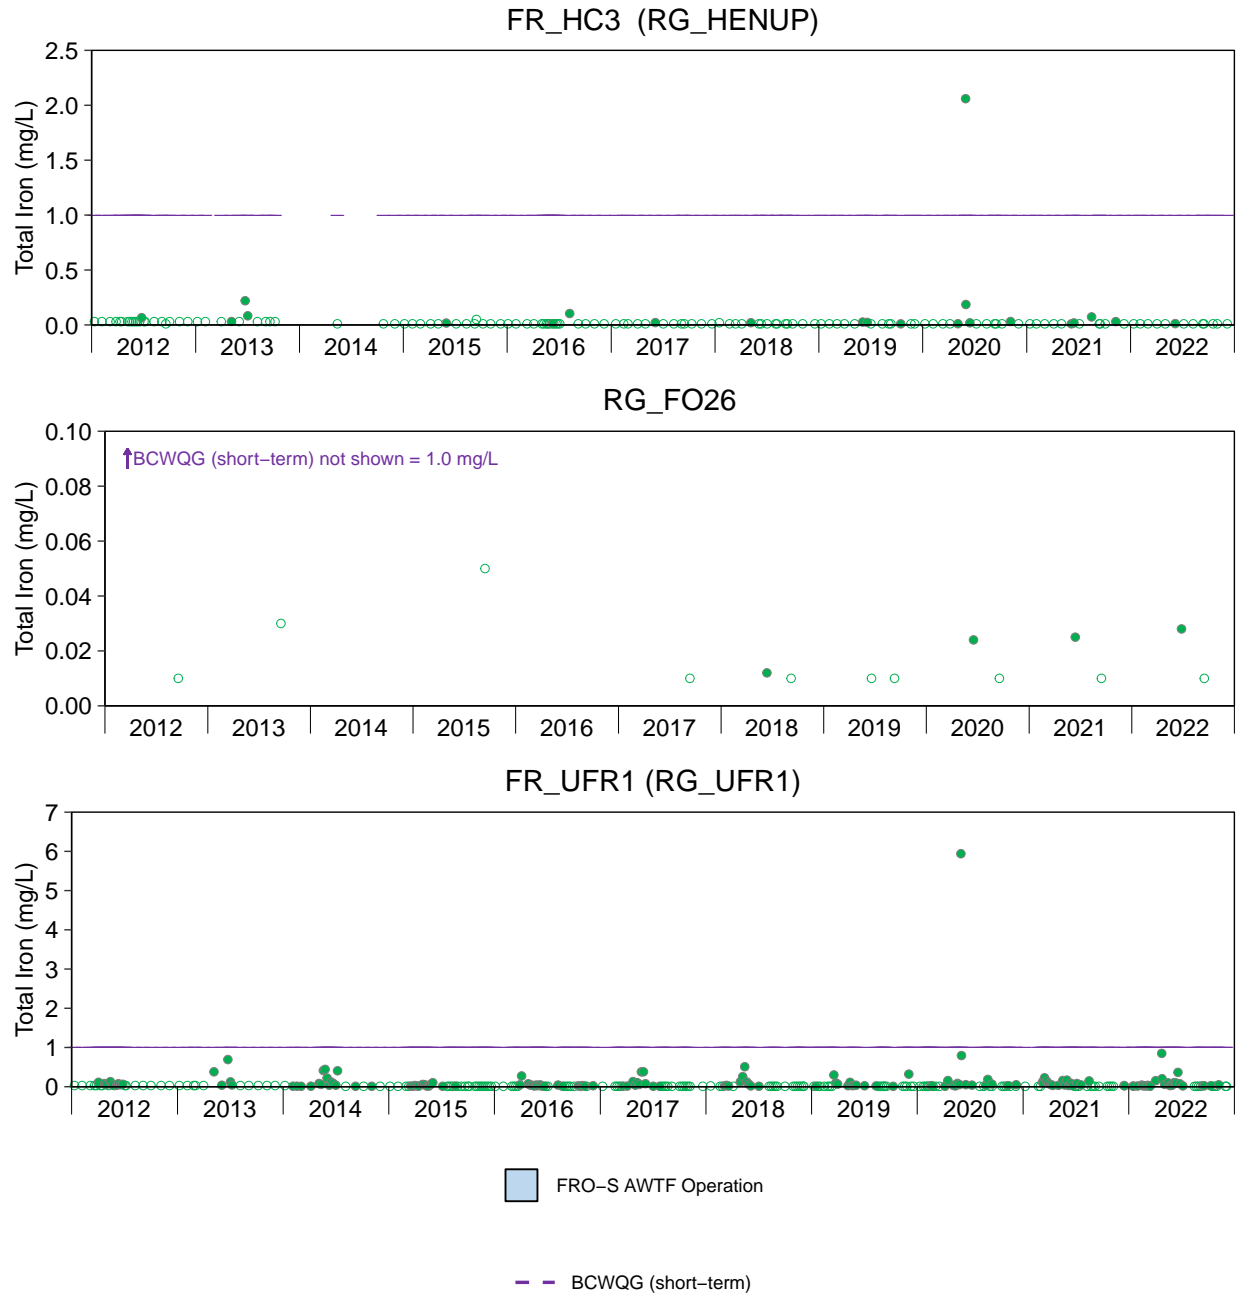 FR_HC3 (RG_HENUP)
Total Iron (mg/L)
2.5
2.0
1.5
1.0
0.5
0.0
2012 2013 2014 2015 2016 2017 2018 2019 2020 2021 2022
RG_FO26
Total Iron (mg/L)
0.10
0.08
0.06
0.04
0.02
0.00
BCWQG (short−term) not shown = 1.0 mg/L
2012 2013 2014 2015 2016 2017 2018 2019 2020 2021 2022
FR_UFR1 (RG_UFR1)
Total Iron (mg/L)
7
6
5
4
3
2
1
0
2012 2013 2014 2015 2016 2017 2018 2019 2020 2021 2022
FRO−S AWTF Operation
BCWQG (short−term)